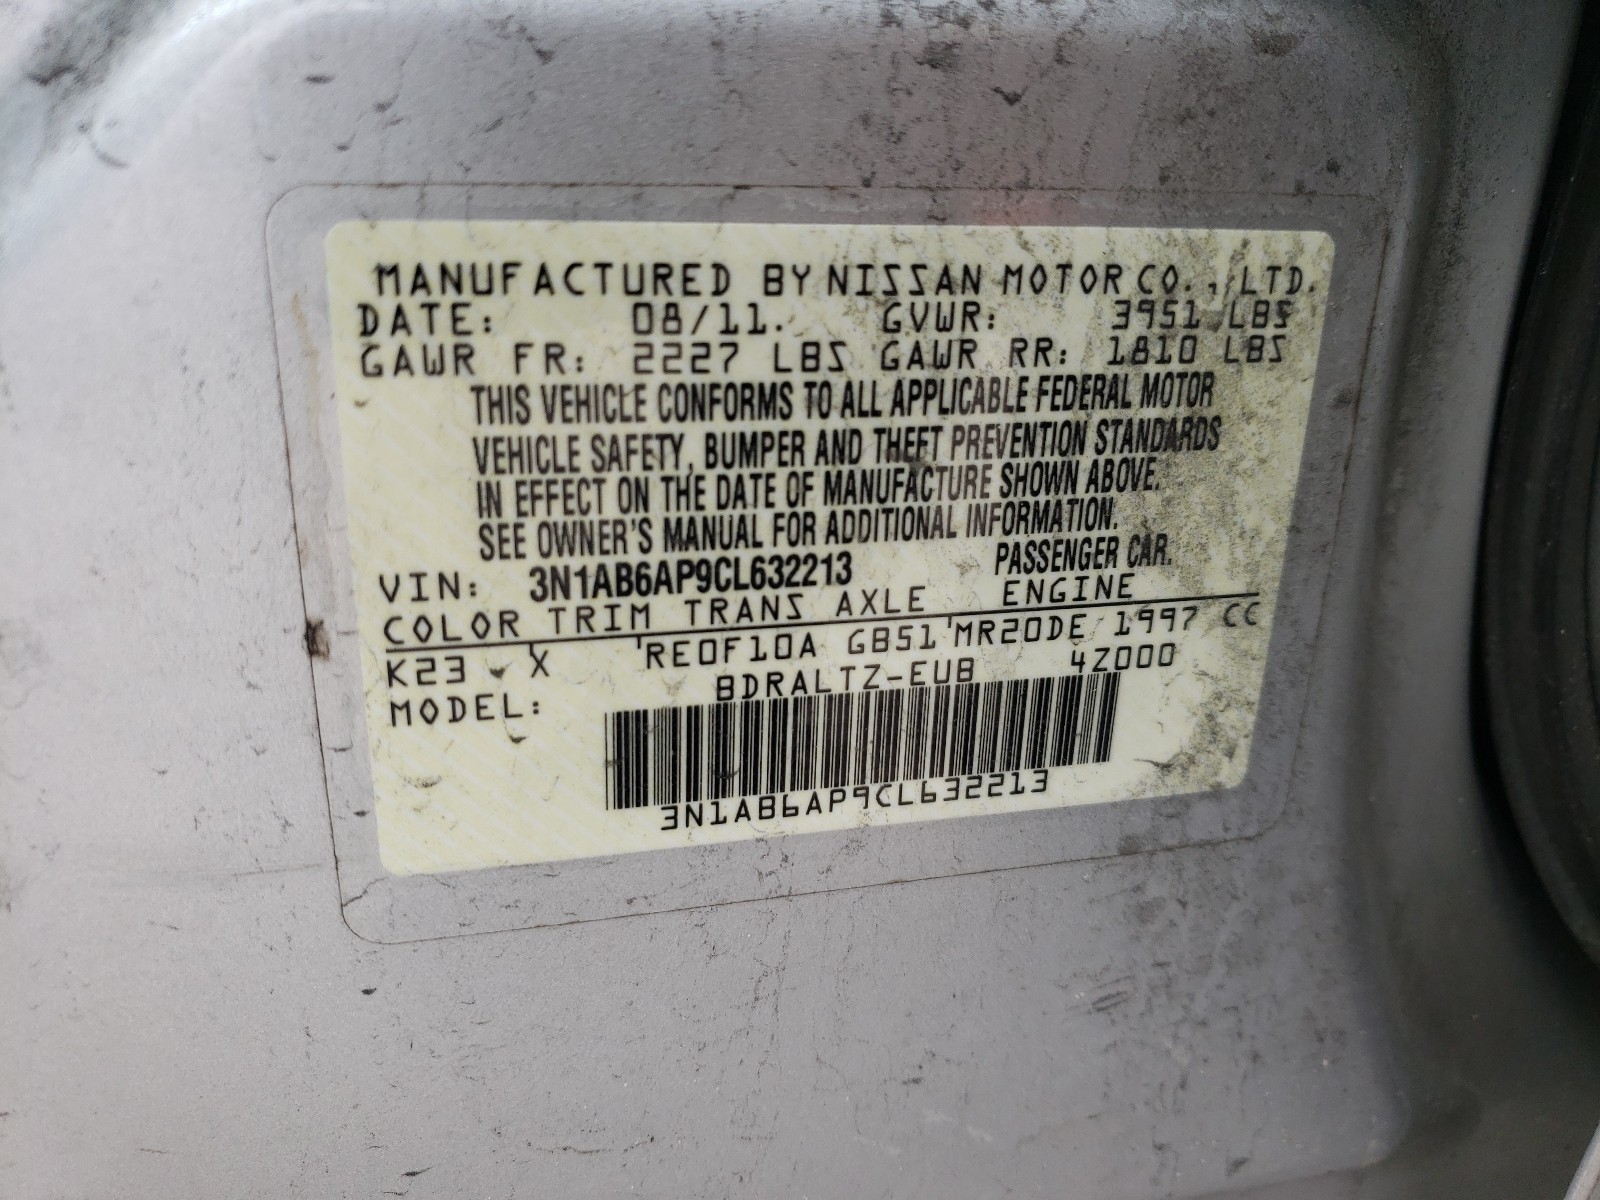 MANUFACTURED BY NISSAN MOTOR CO., LTD.
DATE: 08/11. GVWR: 3951 LBS
GAWR FR: 2227 LBS GAWR RR: 1810 LBS
THIS VEHICLE CONFORMS TO ALL APPLICABLE FEDERAL MOTOR
VEHICLE SAFETY, BUMPER AND THEFT PREVENTION STANDARDS
IN EFFECT ON THE DATE OF MANUFACTURE SHOWN ABOVE.
SEE OWNER'S MANUAL FOR ADDITIONAL INFORMATION.
VIN: 3N1AB6AP9CL632213 PASSENGER CAR.
COLOR TRIM TRANS AXLE ENGINE
K23 X RE0F10A GB51 MR20DE 1997 CC
MODEL: BDRALTZ-EUB 4Z000
3N1AB6AP9CL632213